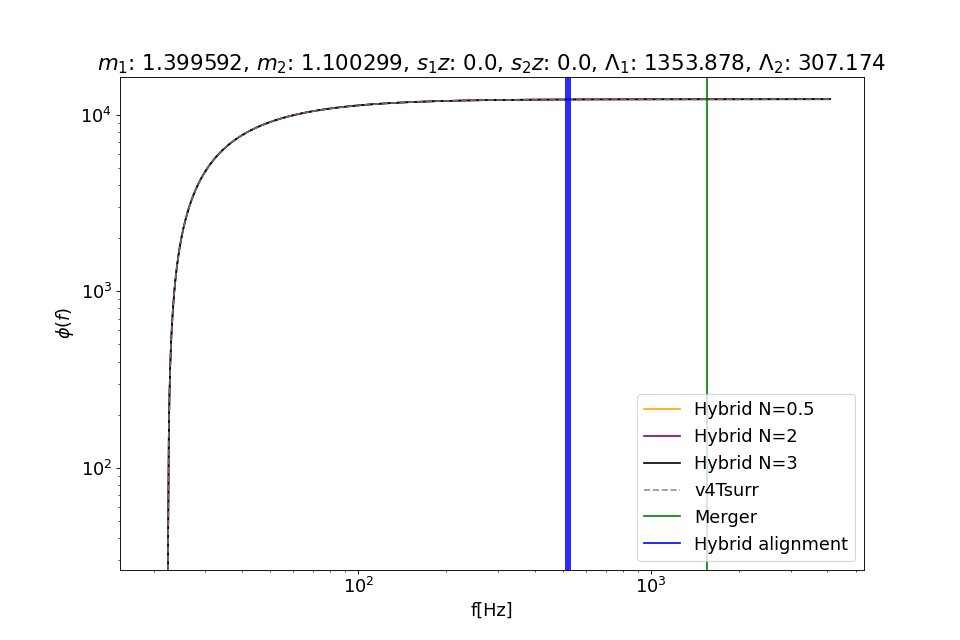 m₁: 1.399592, m₂: 1.100299, s₁z: 0.0, s₂z: 0.0, Λ₁: 1353.878, Λ₂: 307.174
10⁴
10³
10²
ϕ(f)
Hybrid N=0.5
Hybrid N=2
Hybrid N=3
v4Tsurr
Merger
Hybrid alignment
10² 10³
f[Hz]